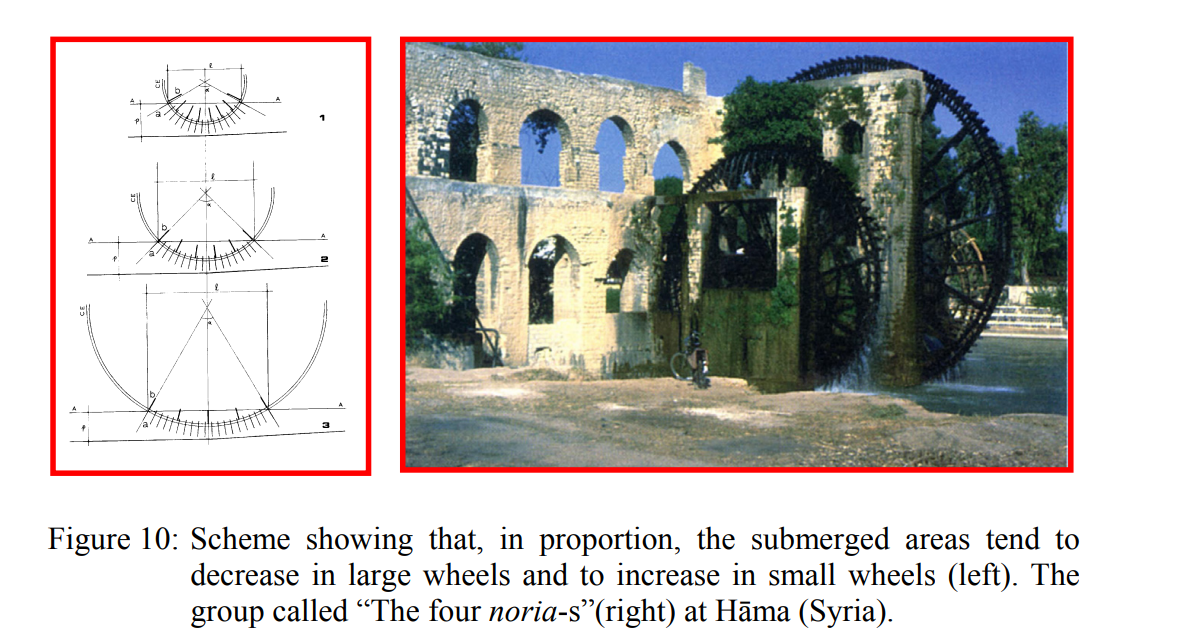 ℓ
CE
b
α
A
A
a
P
1
ℓ
CE
b
α
A
A
a
P
2
ℓ
CE
α
b
A
A
a
P
3
Figure 10: Scheme showing that, in proportion, the submerged areas tend to
decrease in large wheels and to increase in small wheels (left). The
group called “The four noria-s”(right) at Hāma (Syria).